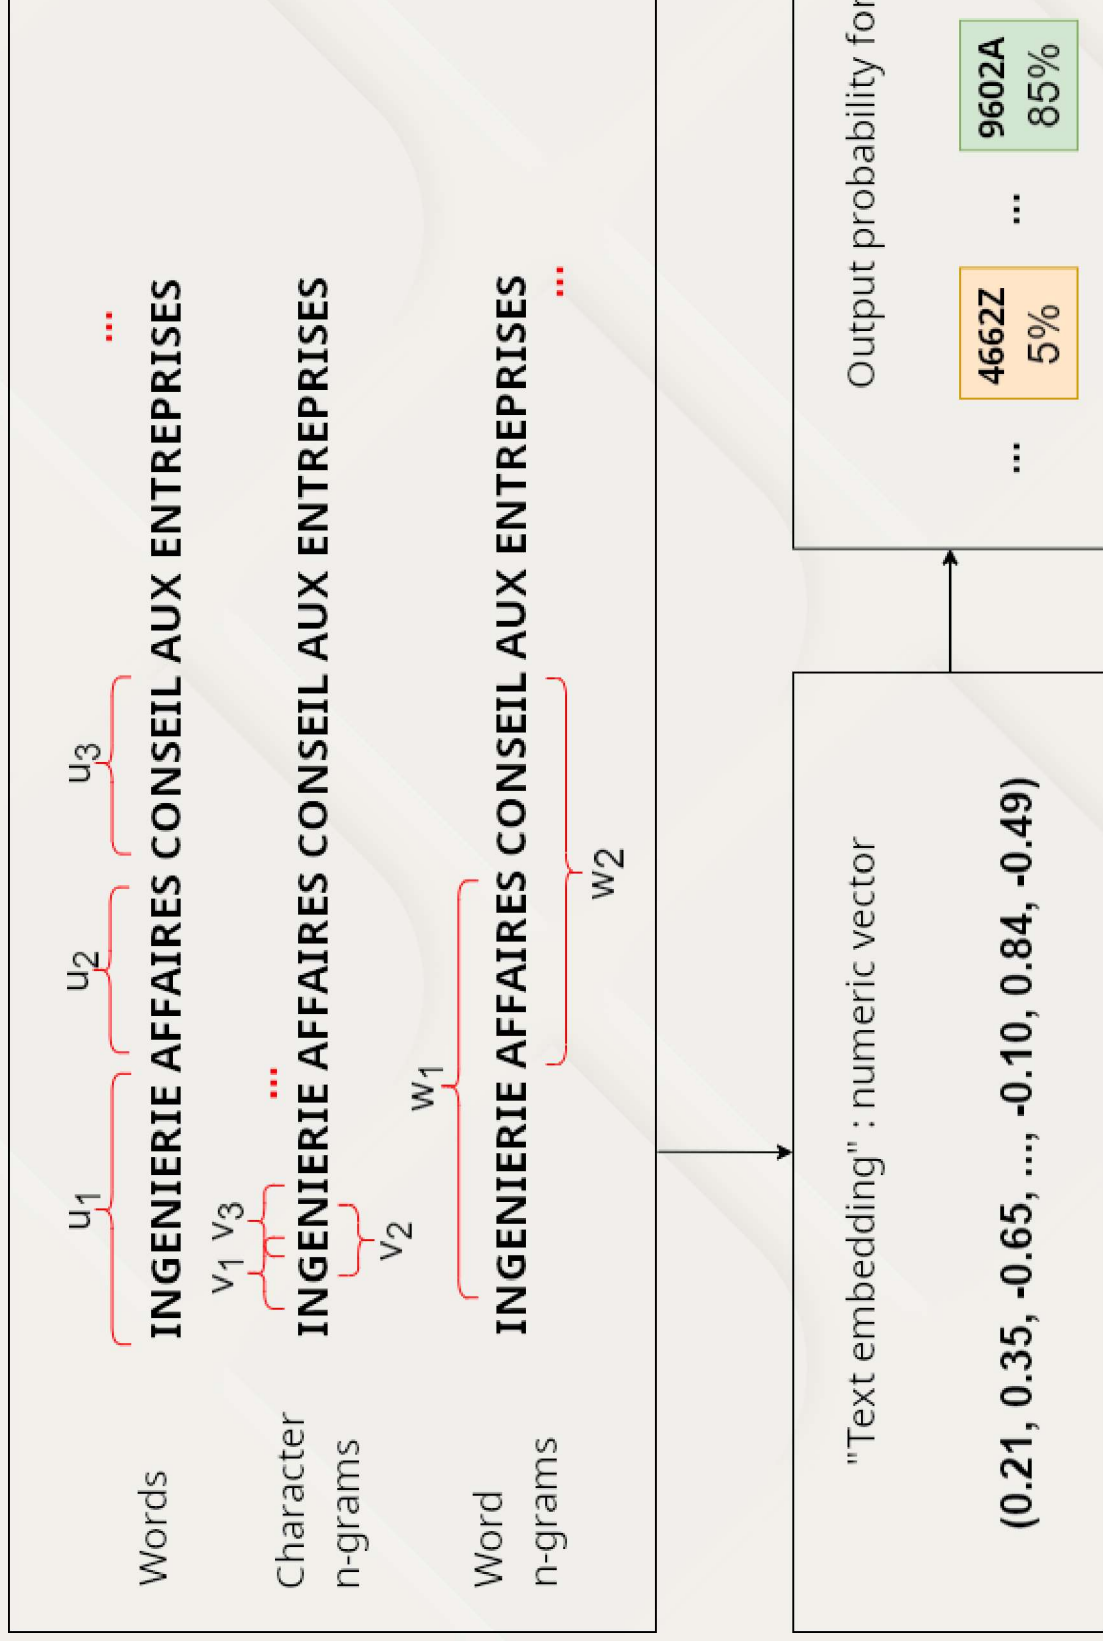 u1 u2 u3 ...
Words INGENIERIE AFFAIRES CONSEIL AUX ENTREPRISES
v1 v3 ...
Character n-grams INGENIERIE AFFAIRES CONSEIL AUX ENTREPRISES
v2
w1
Word n-grams INGENIERIE AFFAIRES CONSEIL AUX ENTREPRISES
w2 ...
"Text embedding" : numeric vector
(0.21, 0.35, -0.65, ..., -0.10, 0.84, -0.49)
Output probability for
... 4662Z ... 9602A
5% 85%